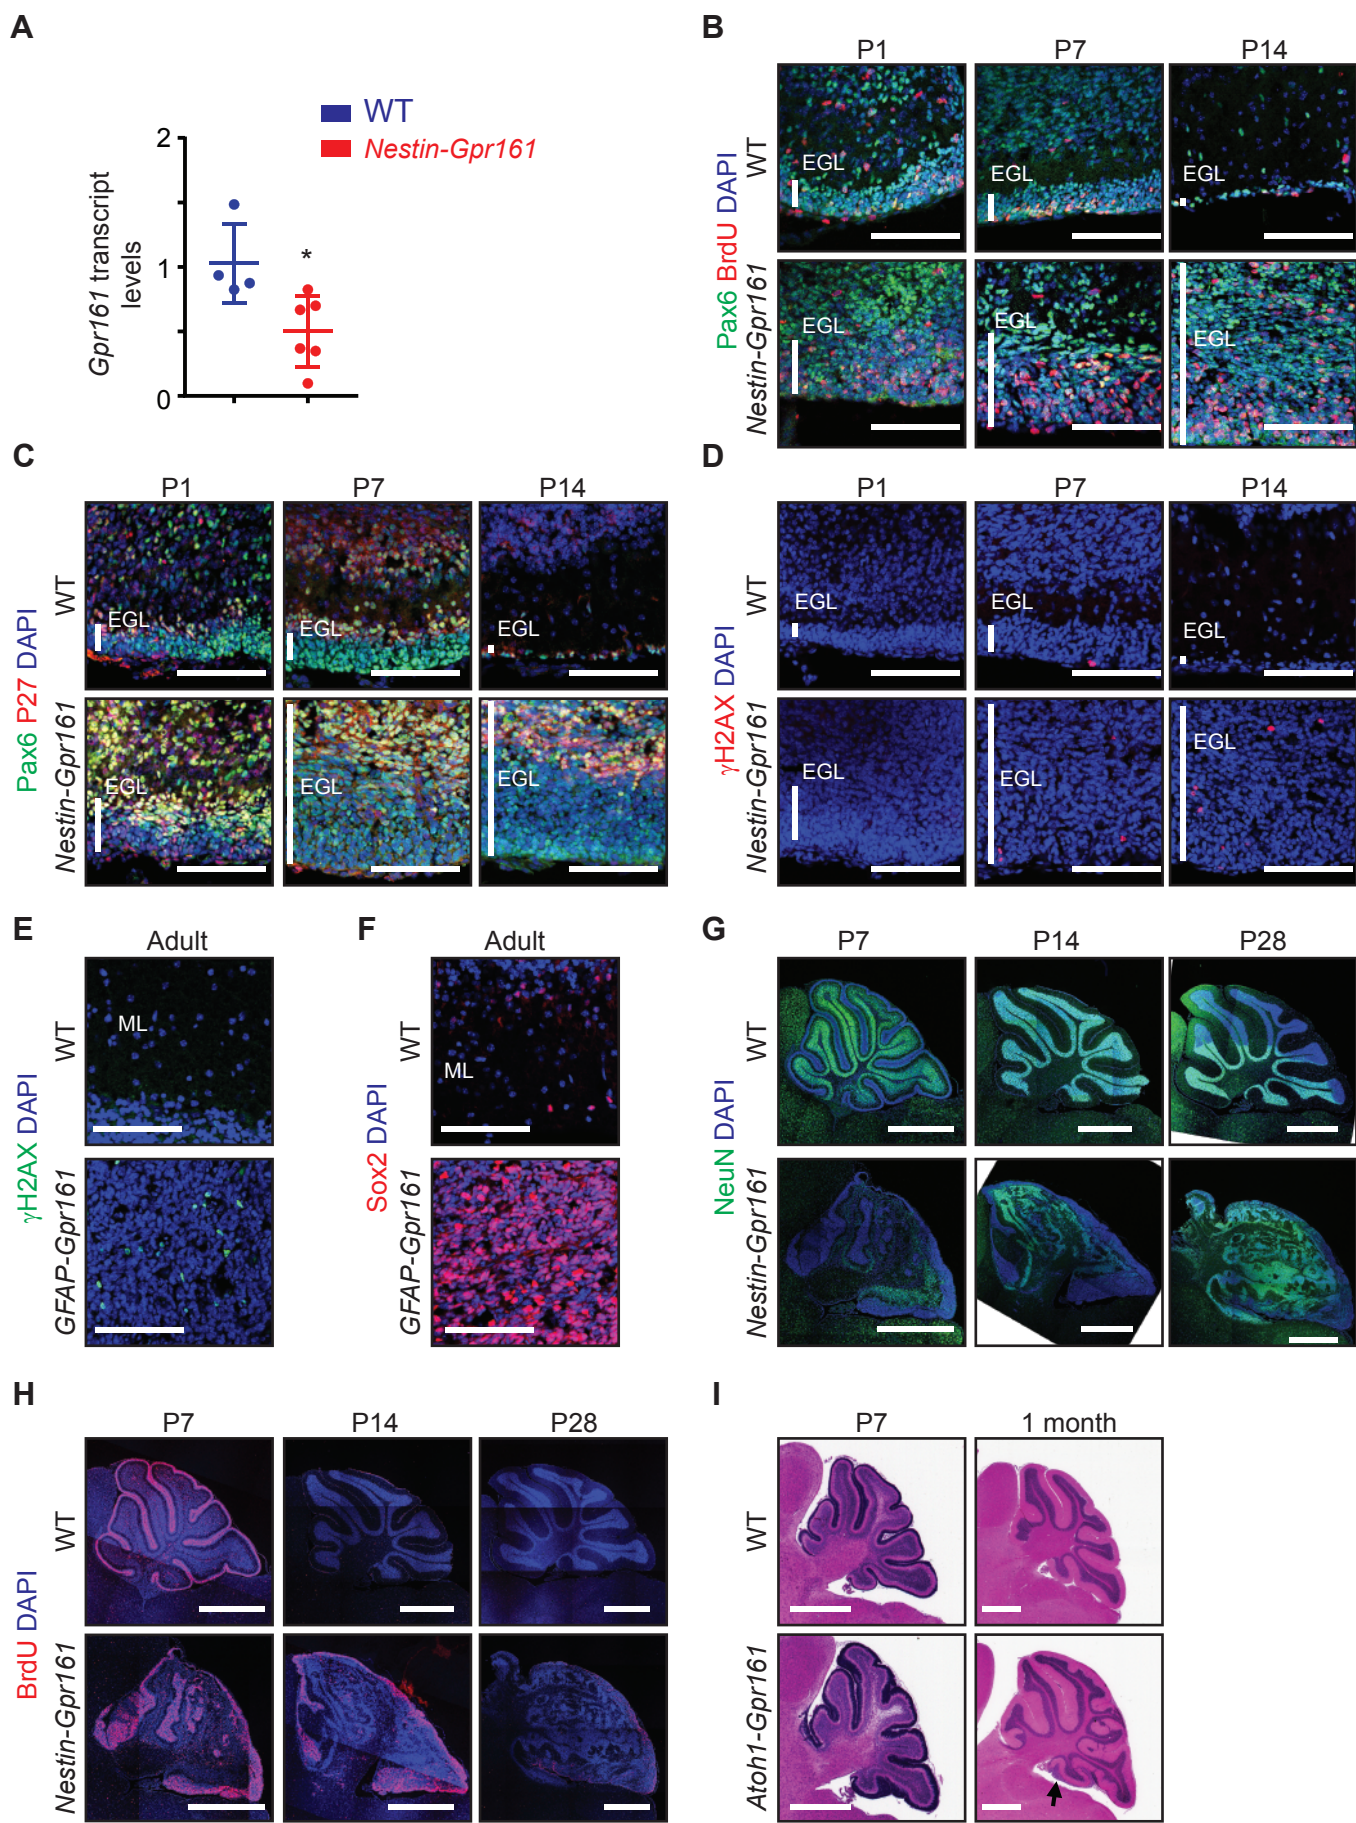 A
WT
Nestin-Gpr161
2
1
0
*
Gpr161 transcript
levels
B
P1 P7 P14
Pax6 BrdU DAPI
WT
EGL EGL EGL
Nestin-Gpr161
EGL EGL EGL
C
P1 P7 P14
Pax6 P27 DAPI
WT
EGL EGL EGL
Nestin-Gpr161
EGL EGL EGL
D
P1 P7 P14
γH2AX DAPI
WT
EGL EGL EGL
Nestin-Gpr161
EGL EGL EGL
E
Adult
γH2AX DAPI
WT
ML
GFAP-Gpr161
F
Adult
Sox2 DAPI
WT
ML
GFAP-Gpr161
G
P7 P14 P28
NeuN DAPI
WT
Nestin-Gpr161
H
P7 P14 P28
BrdU DAPI
WT
Nestin-Gpr161
I
P7 1 month
WT
Atoh1-Gpr161